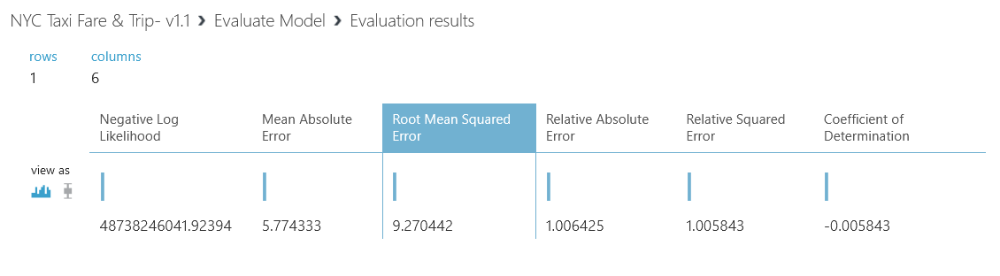 NYC Taxi Fare & Trip- v1.1 > Evaluate Model > Evaluation results
rows columns
1 6
Negative Log Likelihood Mean Absolute Error Root Mean Squared Error Relative Absolute Error Relative Squared Error Coefficient of Determination
view as
48738246041.92394 5.774333 9.270442 1.006425 1.005843 -0.005843